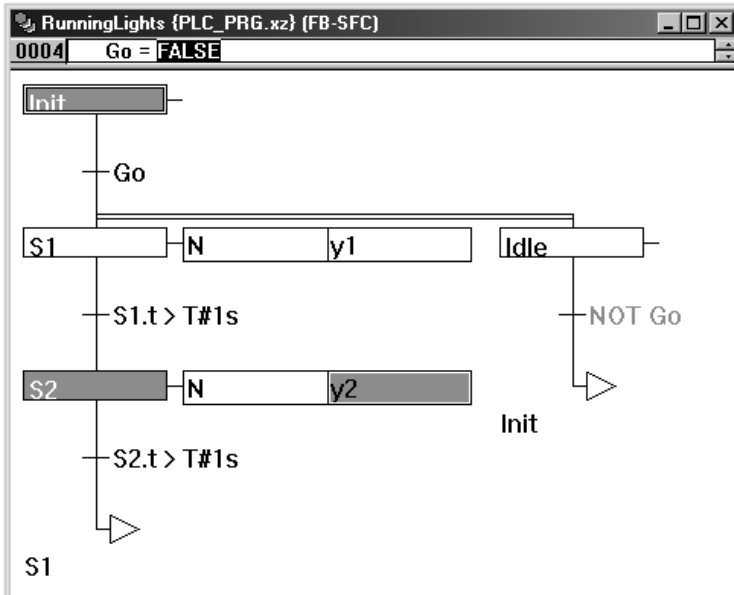 RunningLights {PLC_PRG.xz} (FB-SFC)
0004 Go = FALSE
Init
Go
S1 N y1 Idle
S1.t > T#1s NOT Go
S2 N y2
Init
S2.t > T#1s
S1